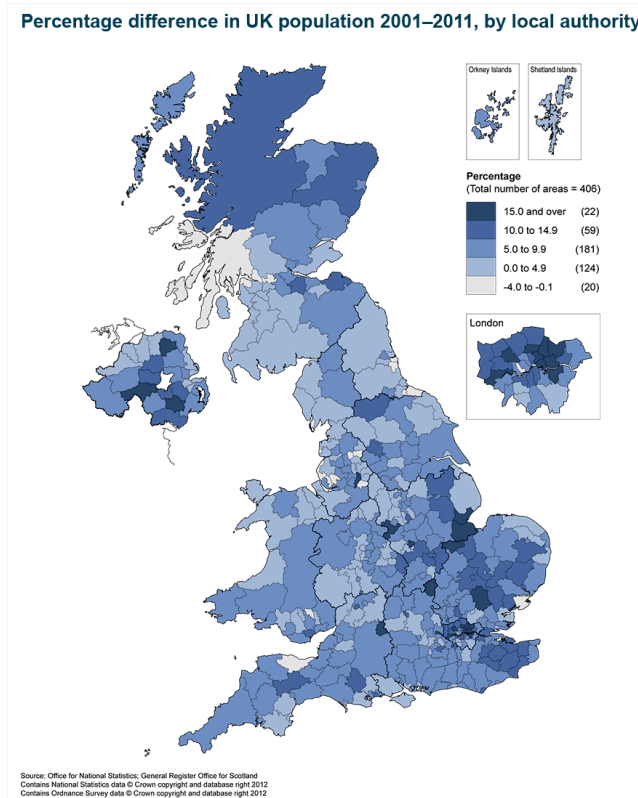 Percentage difference in UK population 2001–2011, by local authority
Orkney Islands
Shetland Islands
Percentage
(Total number of areas = 406)
15.0 and over (22)
10.0 to 14.9 (59)
5.0 to 9.9 (181)
0.0 to 4.9 (124)
-4.0 to -0.1 (20)
London
Source: Office for National Statistics; General Register Office for Scotland
Contains National Statistics data © Crown copyright and database right 2012
Contains Ordnance Survey data © Crown copyright and database right 2012